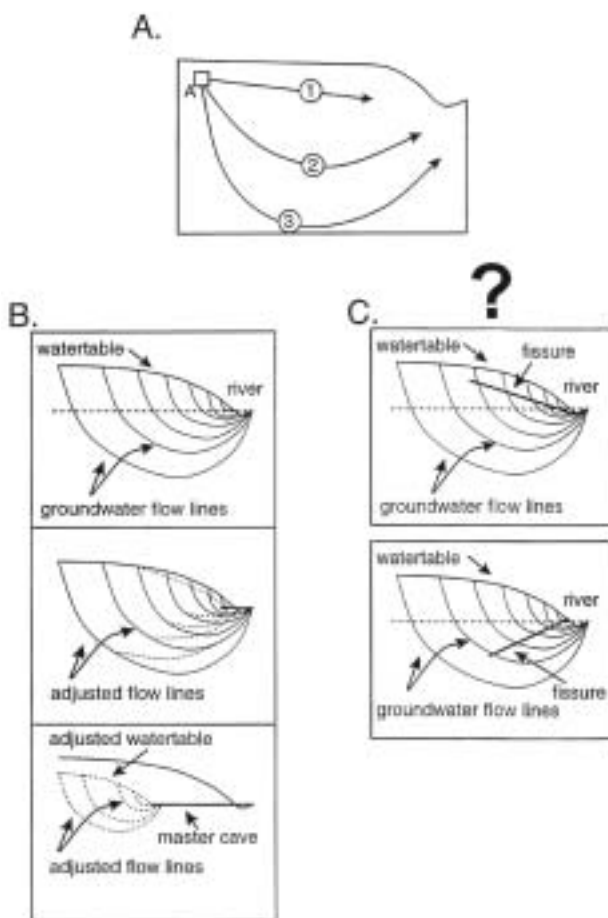 A.
A
1
2
3
?
B.
watertable
river
groundwater flow lines
adjusted flow lines
adjusted watertable
master cave
adjusted flow lines
C.
watertable
fissure
river
groundwater flow lines
watertable
river
groundwater flow lines
fissure